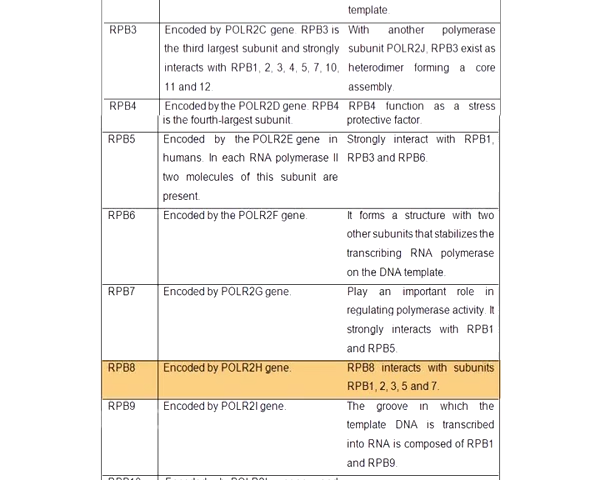 template.
RPB3 Encoded by POLR2C gene. RPB3 is With another polymerase
the third largest subunit and strongly subunit POLR2J, RPB3 exist as
interacts with RPB1, 2, 3, 4, 5, 7, 10, heterodimer forming a core
11 and 12. assembly.
RPB4 Encoded by the POLR2D gene. RPB4 RPB4 function as a stress
is the fourth-largest subunit. protective factor.
RPB5 Encoded by the POLR2E gene in Strongly interact with RPB1,
humans. In each RNA polymerase II RPB3 and RPB6.
two molecules of this subunit are
present.
RPB6 Encoded by the POLR2F gene. It forms a structure with two
other subunits that stabilizes the
transcribing RNA polymerase
on the DNA template.
RPB7 Encoded by POLR2G gene. Play an important role in
regulating polymerase activity. It
strongly interacts with RPB1
and RPB5.
RPB8 Encoded by POLR2H gene. RPB8 interacts with subunits
RPB1, 2, 3, 5 and 7.
RPB9 Encoded by POLR2I gene. The groove in which the
template DNA is transcribed
into RNA is composed of RPB1
and RPB9.